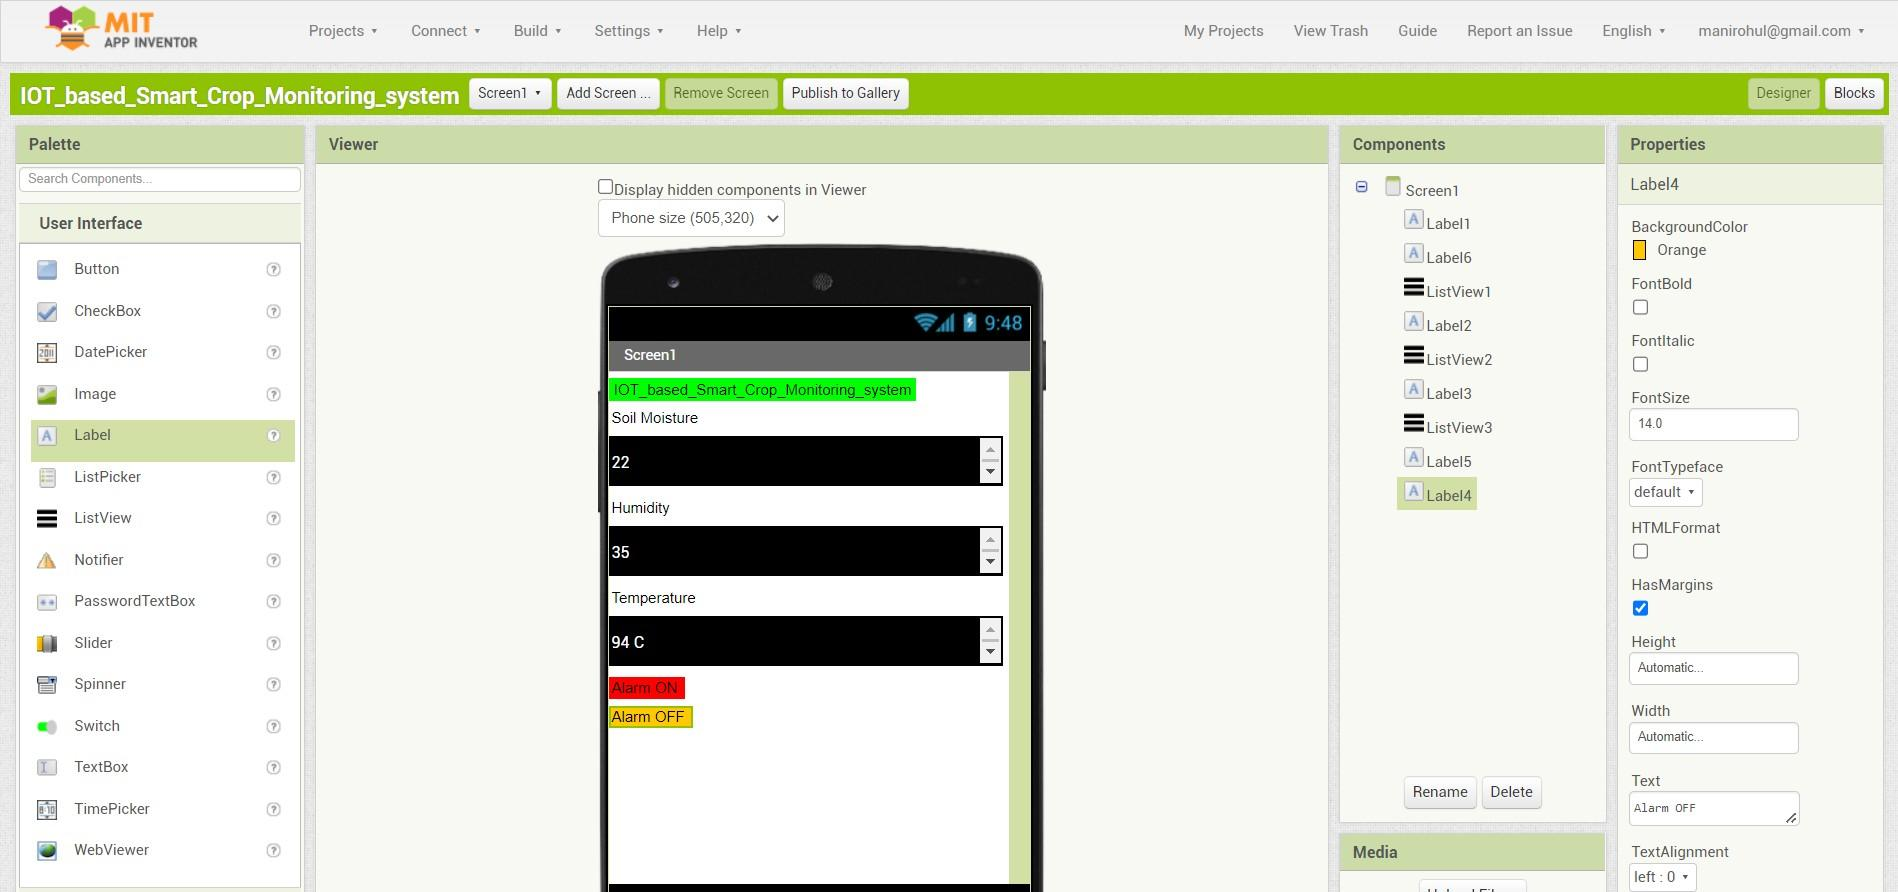 MIT
APP INVENTOR
Projects
Connect
Build
Settings
Help
My Projects
View Trash
Guide
Report an Issue
English
manirohul@gmail.com
IOT_based_Smart_Crop_Monitoring_system
Screen1
Add Screen ...
Remove Screen
Publish to Gallery
Designer
Blocks
Palette
Search Components...
User Interface
Button ?
CheckBox ?
DatePicker ?
Image ?
Label ?
ListPicker ?
ListView ?
Notifier ?
PasswordTextBox ?
Slider ?
Spinner ?
Switch ?
TextBox ?
TimePicker ?
WebViewer ?
Viewer
Display hidden components in Viewer
Phone size (505,320)
9:48
Screen1
IOT_based_Smart_Crop_Monitoring_system
Soil Moisture
22
Humidity
35
Temperature
94 C
Alarm ON
Alarm OFF
Components
Screen1
A Label1
A Label6
ListView1
A Label2
ListView2
A Label3
ListView3
A Label5
A Label4
Rename
Delete
Media
Properties
Label4
BackgroundColor
Orange
FontBold
FontItalic
FontSize
14.0
FontTypeface
default
HTMLFormat
HasMargins
Height
Automatic...
Width
Automatic...
Text
Alarm OFF
TextAlignment
left : 0